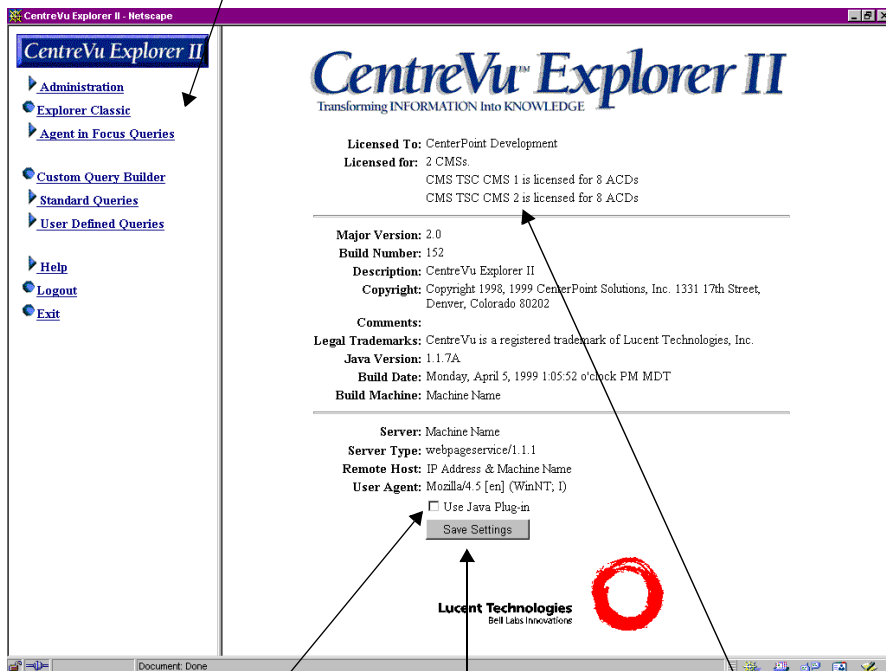 CentreVu Explorer II - Netscape
CentreVu Explorer II
Administration
Explorer Classic
Agent in Focus Queries
Custom Query Builder
Standard Queries
User Defined Queries
Help
Logout
Exit
CentreVu™ Explorer II
Transforming INFORMATION Into KNOWLEDGE
Licensed To: CenterPoint Development
Licensed for: 2 CMSs.
CMS TSC CMS 1 is licensed for 8 ACDs
CMS TSC CMS 2 is licensed for 8 ACDs
Major Version: 2.0
Build Number: 152
Description: CentreVu Explorer II
Copyright: Copyright 1998, 1999 CenterPoint Solutions, Inc. 1331 17th Street,
Denver, Colorado 80202
Comments:
Legal Trademarks: CentreVu is a registered trademark of Lucent Technologies, Inc.
Java Version: 1.1.7A
Build Date: Monday, April 5, 1999 1:05:52 o'clock PM MDT
Build Machine: Machine Name
Server: Machine Name
Server Type: webpageservice/1.1.1
Remote Host: IP Address & Machine Name
User Agent: Mozilla/4.5 [en] (WinNT; I)
Use Java Plug-in
Save Settings
Lucent Technologies
Bell Labs Innovations
Document: Done